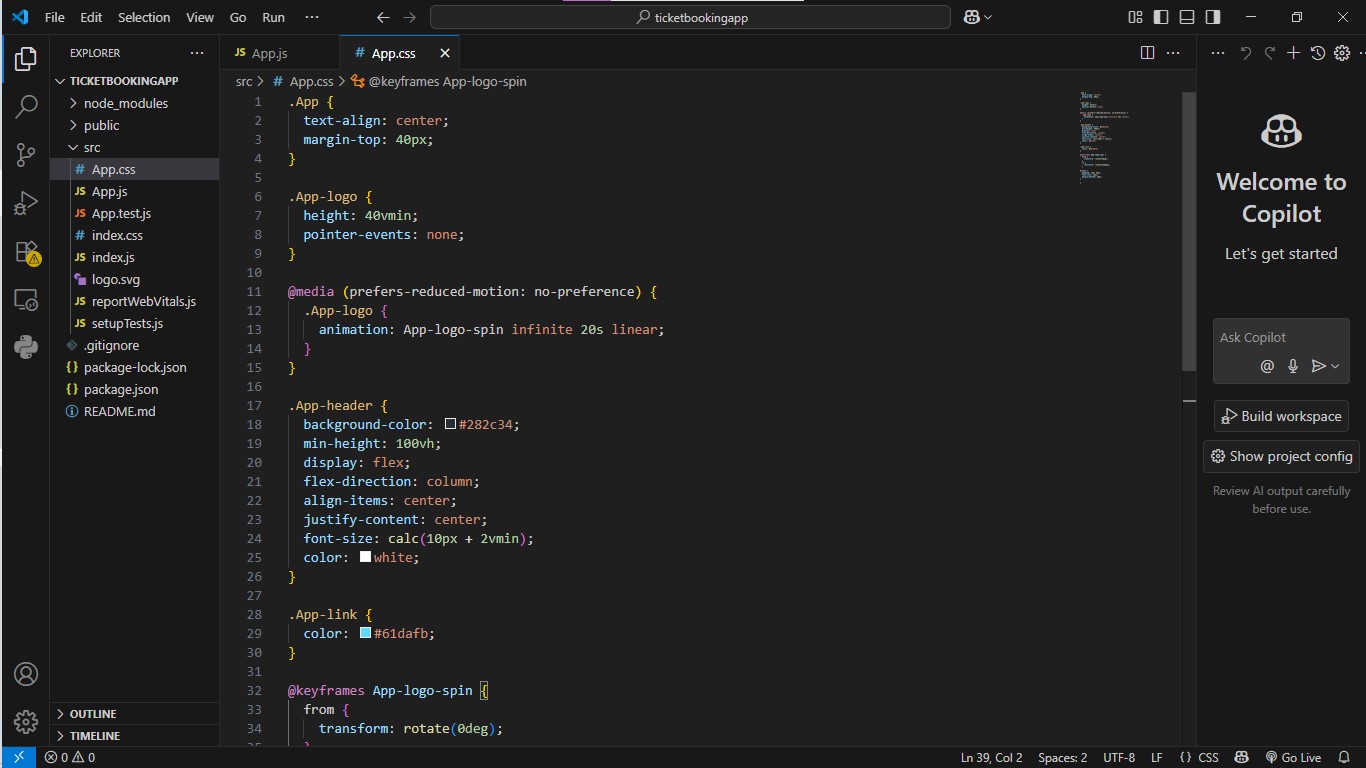 File Edit Selection View Go Run ···
ticketbookingapp
EXPLORER
TICKETBOOKINGAPP
node_modules
public
src
# App.css
JS App.js
JS App.test.js
# index.css
JS index.js
logo.svg
JS reportWebVitals.js
JS setupTests.js
.gitignore
{} package-lock.json
{} package.json
README.md
OUTLINE
TIMELINE
JS App.js
# App.css
src > # App.css > @keyframes App-logo-spin
1 .App {
2 text-align: center;
3 margin-top: 40px;
4 }
5
6 .App-logo {
7 height: 40vmin;
8 pointer-events: none;
9 }
10
11 @media (prefers-reduced-motion: no-preference) {
12 .App-logo {
13 animation: App-logo-spin infinite 20s linear;
14 }
15 }
16
17 .App-header {
18 background-color: #282c34;
19 min-height: 100vh;
20 display: flex;
21 flex-direction: column;
22 align-items: center;
23 justify-content: center;
24 font-size: calc(10px + 2vmin);
25 color: white;
26 }
27
28 .App-link {
29 color: #61dafb;
30 }
31
32 @keyframes App-logo-spin {
33 from {
34 transform: rotate(0deg);
Welcome to
Copilot
Let's get started
Ask Copilot
@
Build workspace
Show project config
Review AI output carefully
before use.
0 0
Ln 39, Col 2 Spaces: 2 UTF-8 LF {} CSS Go Live